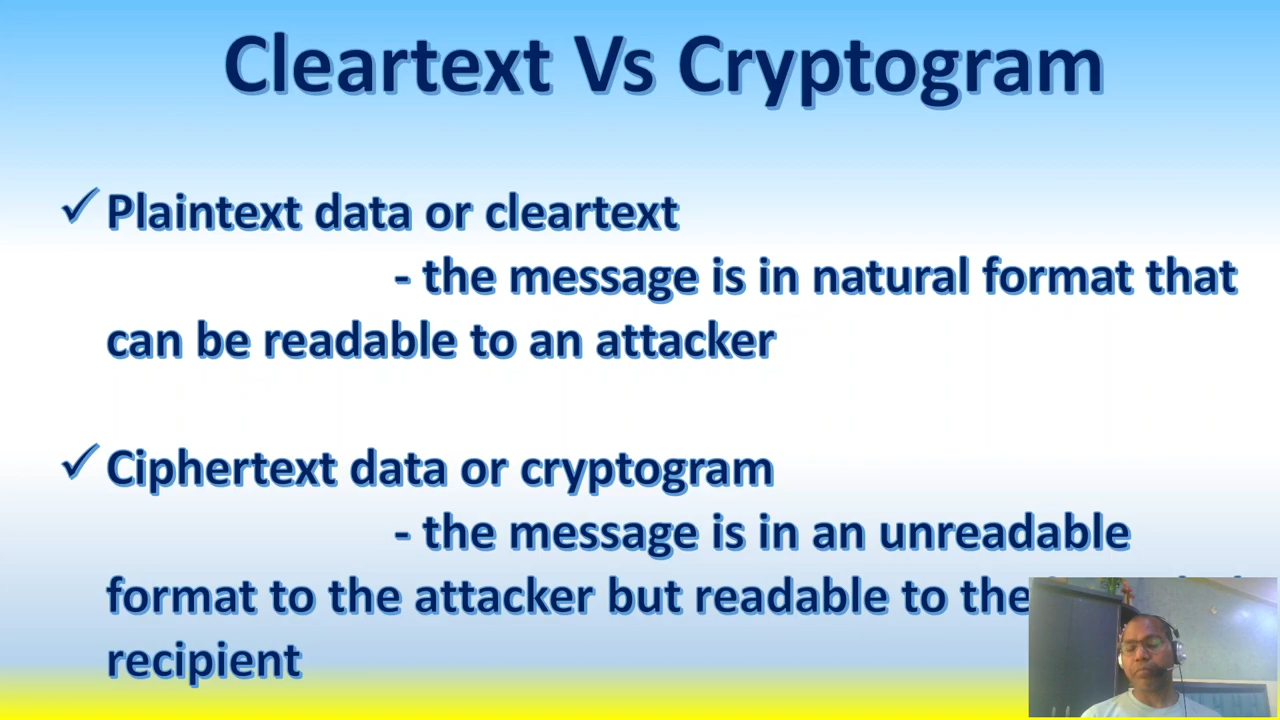 Cleartext Vs Cryptogram
✓ Plaintext data or cleartext
- the message is in natural format that
can be readable to an attacker
✓ Ciphertext data or cryptogram
- the message is in an unreadable
format to the attacker but readable to the
recipient